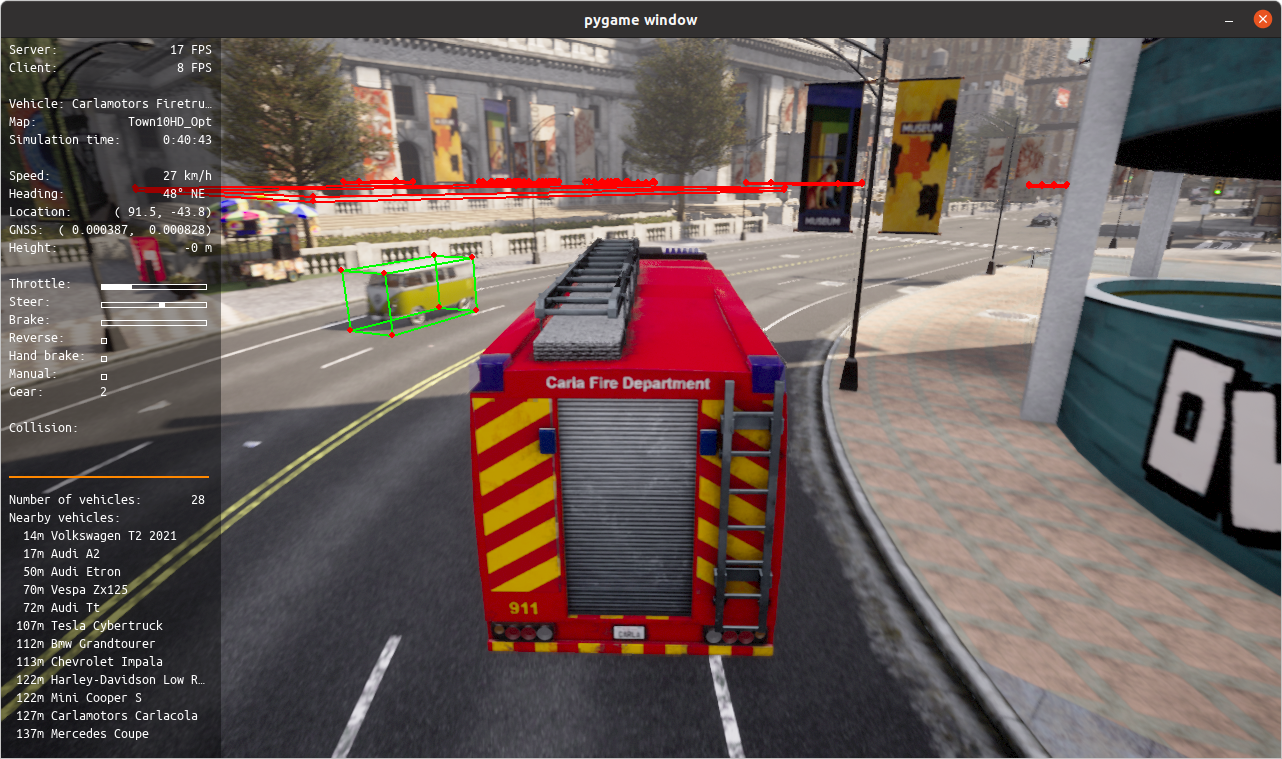 pygame window
Server: 17 FPS
Client: 8 FPS
Vehicle: Carlamotors Firetru…
Map: Town10HD_Opt
Simulation time: 0:40:43
Speed: 27 km/h
Heading: 48° NE
Location: ( 91.5, -43.8)
GNSS: ( 0.000387, 0.000828)
Height: -0 m
Throttle:
Steer:
Brake:
Reverse:
Hand brake:
Manual:
Gear: 2
Collision:
Number of vehicles: 28
Nearby vehicles:
14m Volkswagen T2 2021
17m Audi A2
50m Audi Etron
70m Vespa Zx125
72m Audi Tt
107m Tesla Cybertruck
112m Bmw Grandtourer
113m Chevrolet Impala
122m Harley-Davidson Low R…
122m Mini Cooper S
127m Carlamotors Carlacola
137m Mercedes Coupe
MUSEUM
MUSEUM
Carla Fire Department
911
CARLA
OL